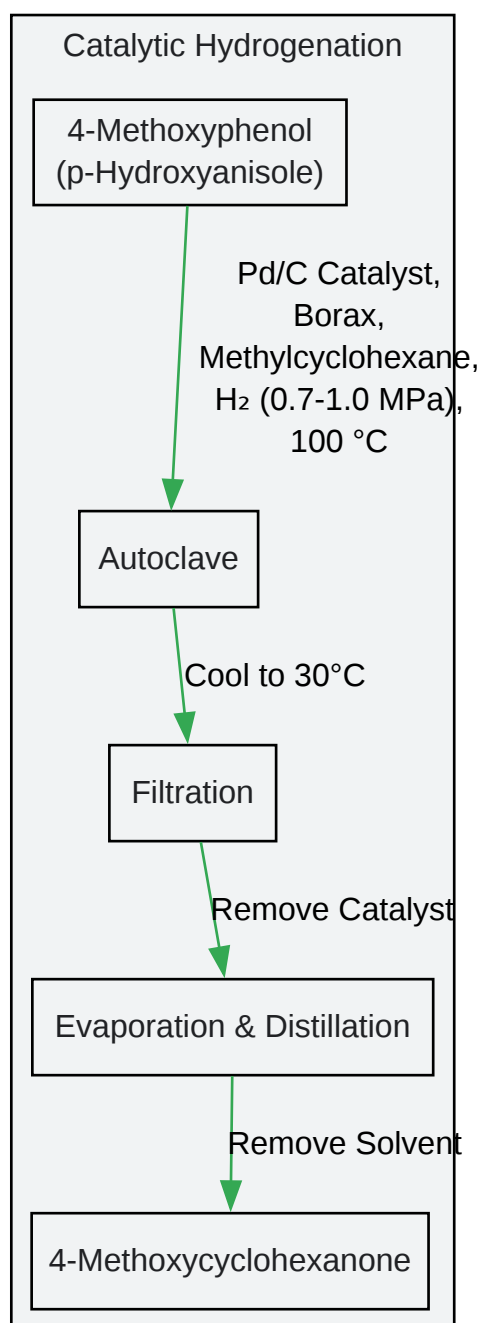 Catalytic Hydrogenation
4-Methoxyphenol
(p-Hydroxyanisole)
Pd/C Catalyst,
Borax,
Methylcyclohexane,
H₂ (0.7-1.0 MPa),
100 °C
Autoclave
Cool to 30°C
Filtration
Remove Catalyst
Evaporation & Distillation
Remove Solvent
4-Methoxycyclohexanone